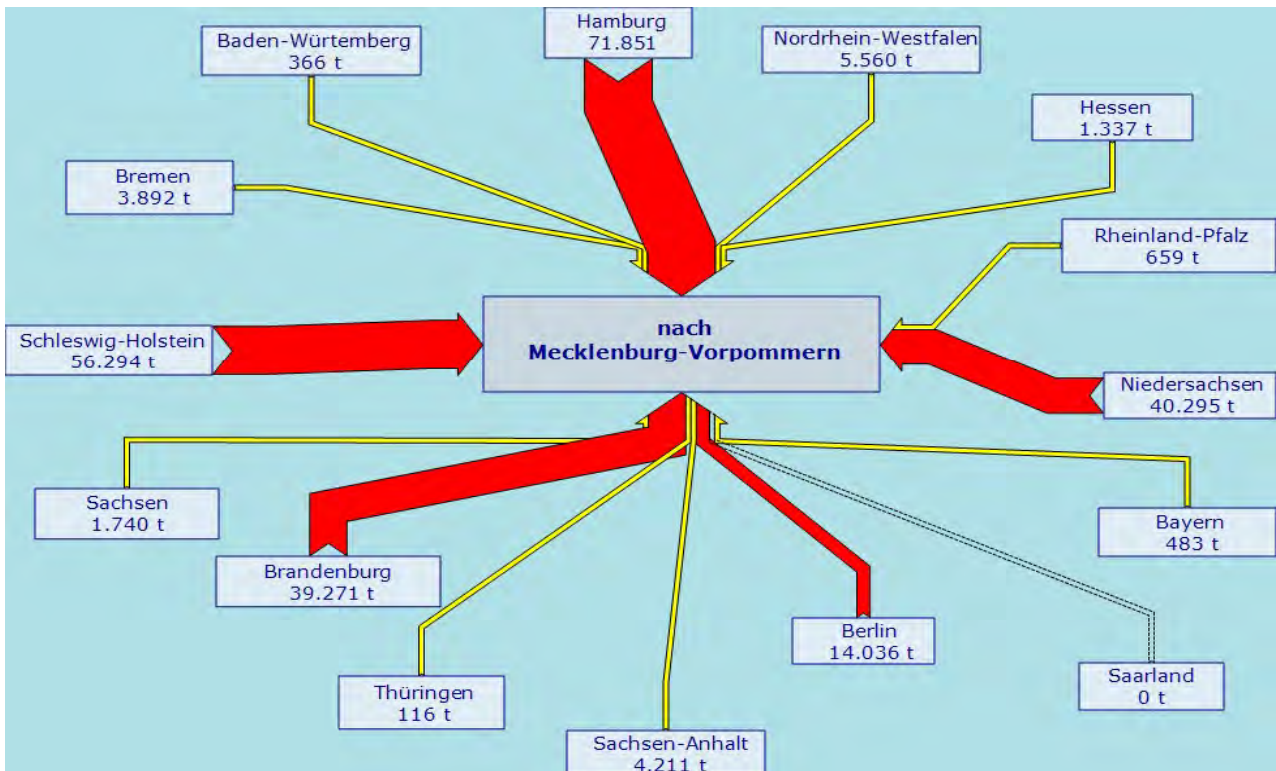 Hamburg
71.851
Baden-Würtemberg
366 t
Nordrhein-Westfalen
5.560 t
Hessen
1.337 t
Bremen
3.892 t
Rheinland-Pfalz
659 t
nach
Mecklenburg-Vorpommern
Schleswig-Holstein
56.294 t
Niedersachsen
40.295 t
Sachsen
1.740 t
Bayern
483 t
Brandenburg
39.271 t
Berlin
14.036 t
Saarland
0 t
Thüringen
116 t
Sachsen-Anhalt
4.211 t